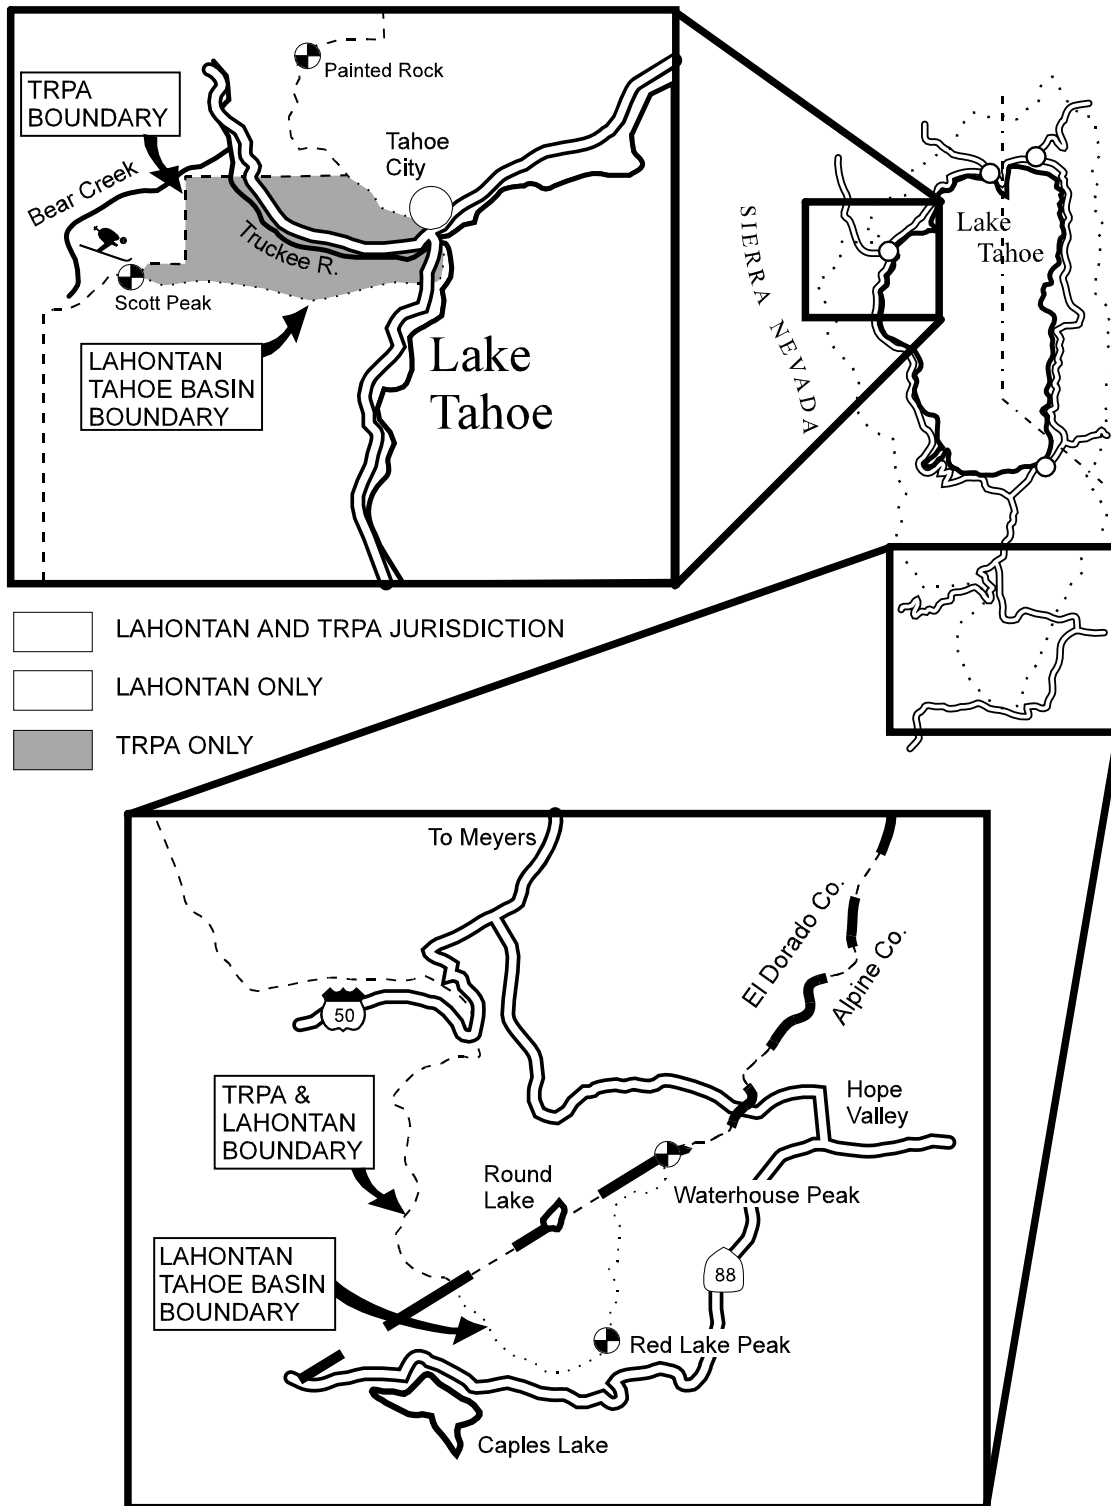 Painted Rock
TRPA
BOUNDARY
Tahoe
City
Bear Creek
Truckee R.
Scott Peak
LAHONTAN
TAHOE BASIN
BOUNDARY
Lake
Tahoe
SIERRA NEVADA
Lake
Tahoe
LAHONTAN AND TRPA JURISDICTION
LAHONTAN ONLY
TRPA ONLY
To Meyers
El Dorado Co.
Alpine Co.
50
TRPA &
LAHONTAN
BOUNDARY
Hope
Valley
Round
Lake
Waterhouse Peak
LAHONTAN
TAHOE BASIN
BOUNDARY
88
Red Lake Peak
Caples Lake